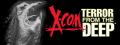 X-COM
TERROR
FROM THE
DEEP